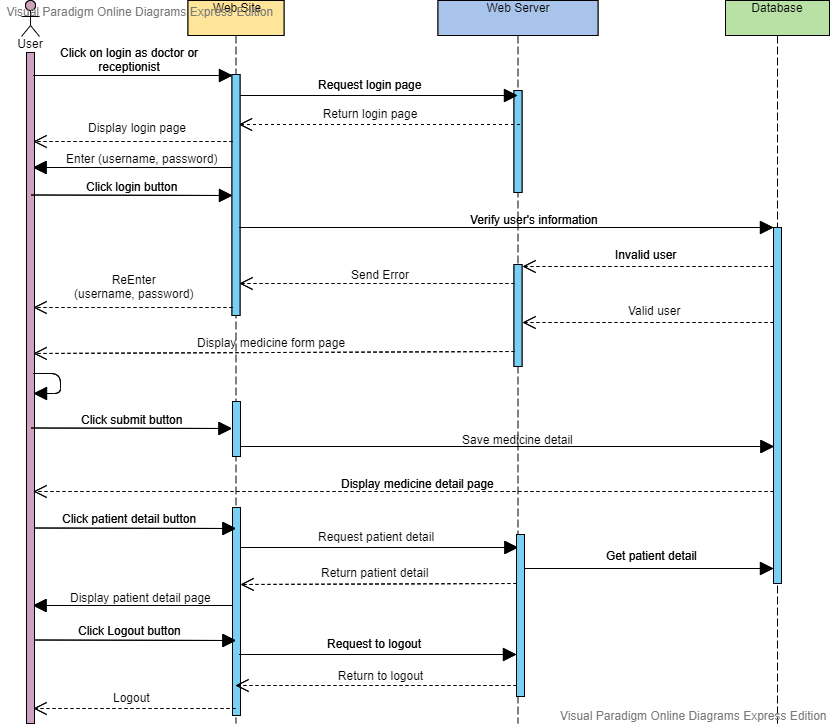 Visual Paradigm Online Diagrams Express Edition
Web Site
Web Server
Database
User
Click on login as doctor or
receptionist
Request login page
Return login page
Display login page
Enter (username, password)
Click login button
Verify user's information
Invalid user
Send Error
ReEnter
(username, password)
Valid user
Display medicine form page
Click submit button
Save medicine detail
Display medicine detail page
Click patient detail button
Request patient detail
Get patient detail
Return patient detail
Display patient detail page
Click Logout button
Request to logout
Return to logout
Logout
Visual Paradigm Online Diagrams Express Edition